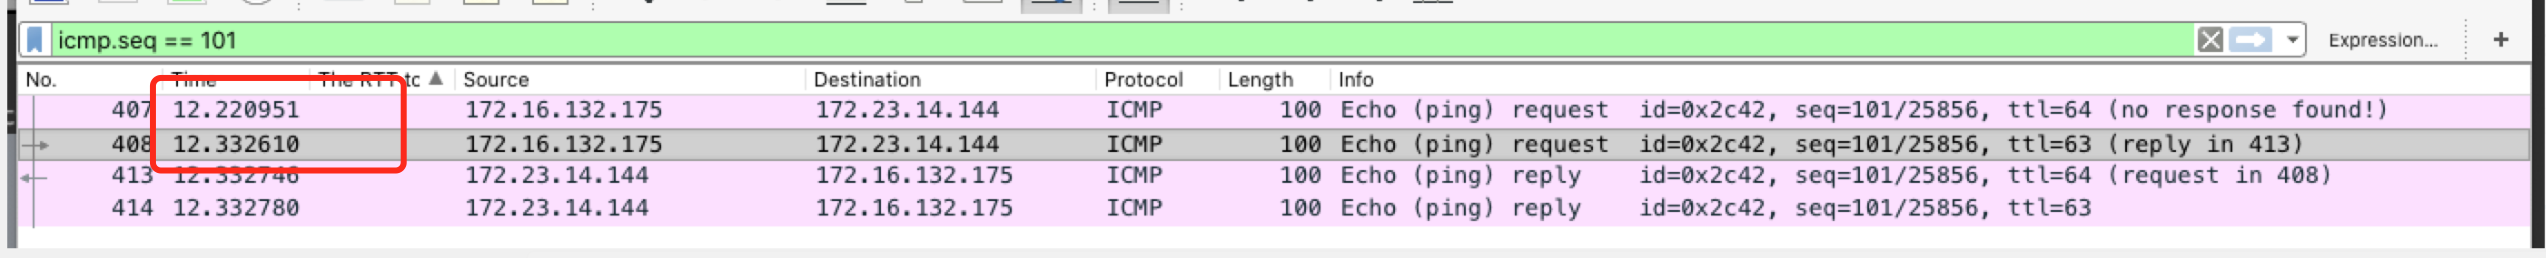 icmp.seq == 101 Expression... +
No. Time The RTT tc Source Destination Protocol Length Info
407 12.220951 172.16.132.175 172.23.14.144 ICMP 100 Echo (ping) request id=0x2c42, seq=101/25856, ttl=64 (no response found!)
408 12.332610 172.16.132.175 172.23.14.144 ICMP 100 Echo (ping) request id=0x2c42, seq=101/25856, ttl=63 (reply in 413)
413 12.332746 172.23.14.144 172.16.132.175 ICMP 100 Echo (ping) reply id=0x2c42, seq=101/25856, ttl=64 (request in 408)
414 12.332780 172.23.14.144 172.16.132.175 ICMP 100 Echo (ping) reply id=0x2c42, seq=101/25856, ttl=63